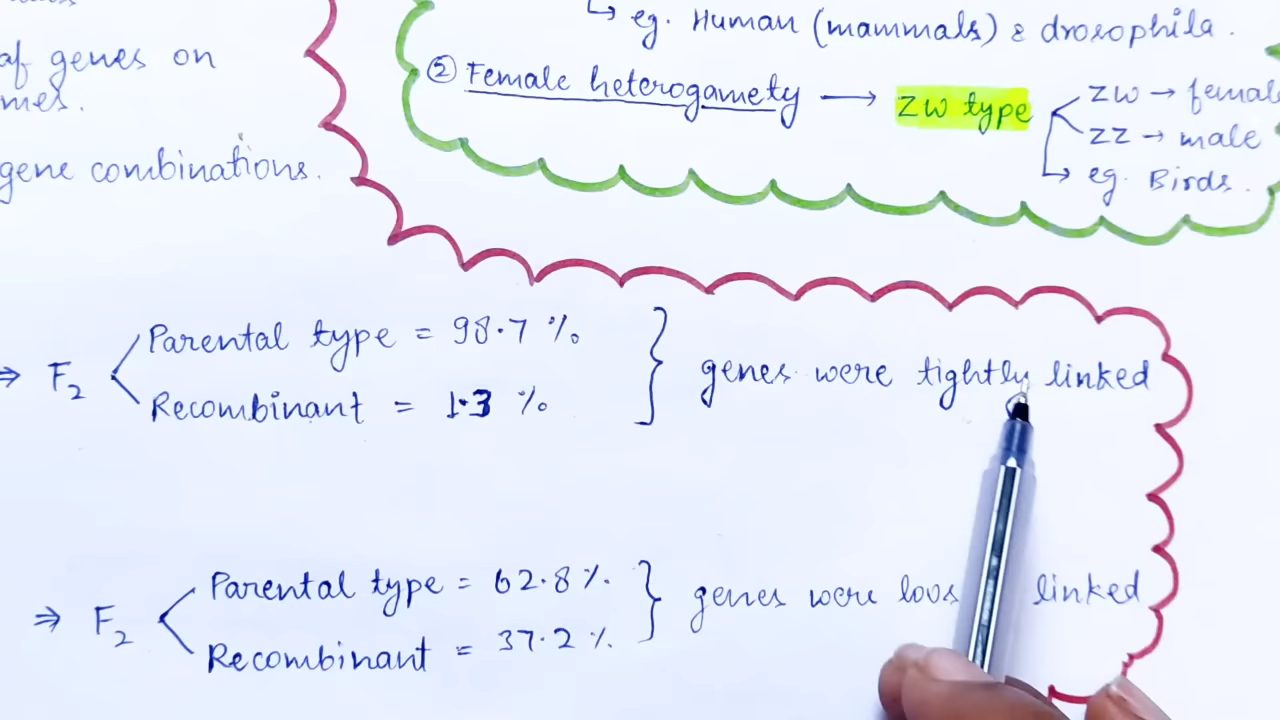 af genes on
mes.
gene combinations.
↳ eg. Human (mammals) & drosophila.
② Female heterogamety → ZW type
ZW → female
ZZ → male
↳ eg. Birds.
⇒ F₂
Parental type = 98.7 %
Recombinant = 1.3 %
genes were tightly linked
⇒ F₂
Parental type = 62.8 %.
Recombinant = 37.2 %.
genes were loos linked